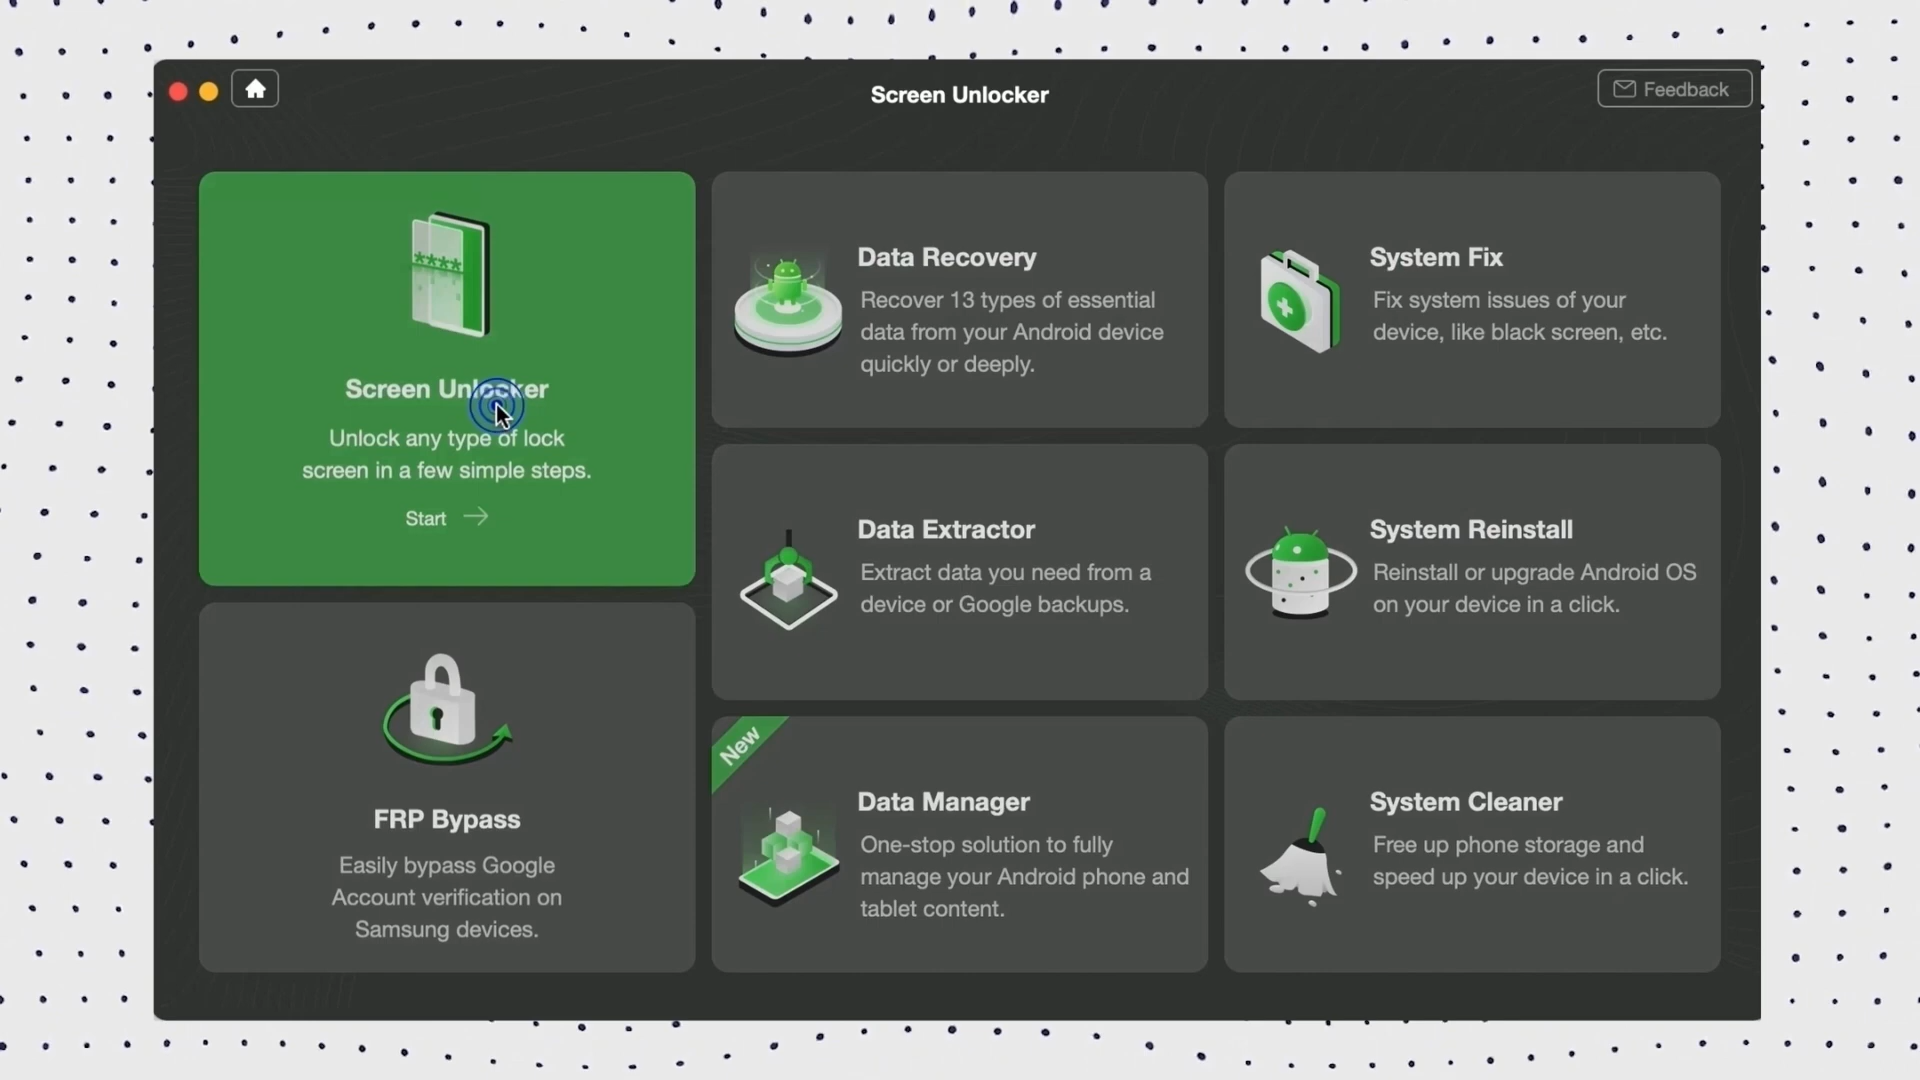 Screen Unlocker
Feedback
****
Screen Unlocker
Unlock any type of lock
screen in a few simple steps.
Start
FRP Bypass
Easily bypass Google
Account verification on
Samsung devices.
Data Recovery
Recover 13 types of essential
data from your Android device
quickly or deeply.
Data Extractor
Extract data you need from a
device or Google backups.
New
Data Manager
One-stop solution to fully
manage your Android phone and
tablet content.
System Fix
Fix system issues of your
device, like black screen, etc.
System Reinstall
Reinstall or upgrade Android OS
on your device in a click.
System Cleaner
Free up phone storage and
speed up your device in a click.